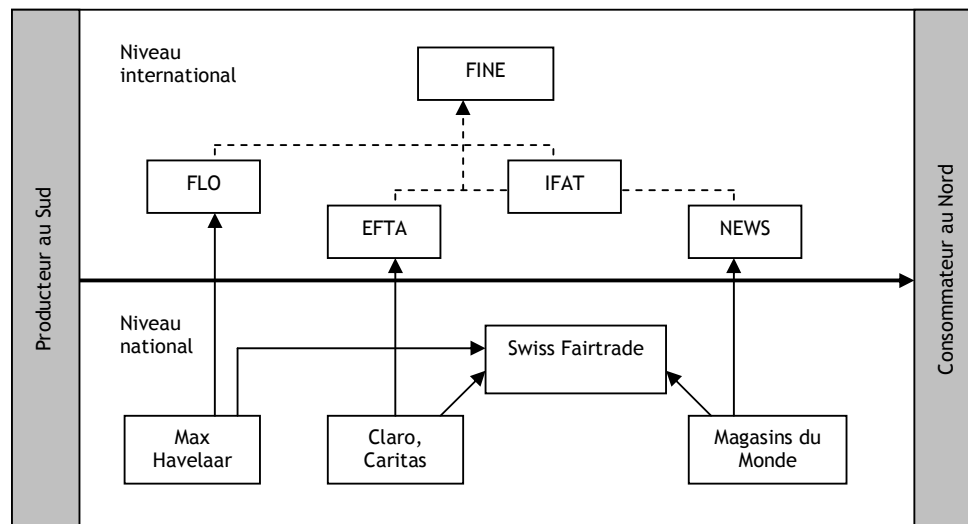 Producteur au Sud
Niveau
international
FINE
FLO
IFAT
EFTA
NEWS
Niveau
national
Swiss Fairtrade
Max
Havelaar
Claro,
Caritas
Magasins du
Monde
Consommateur au Nord